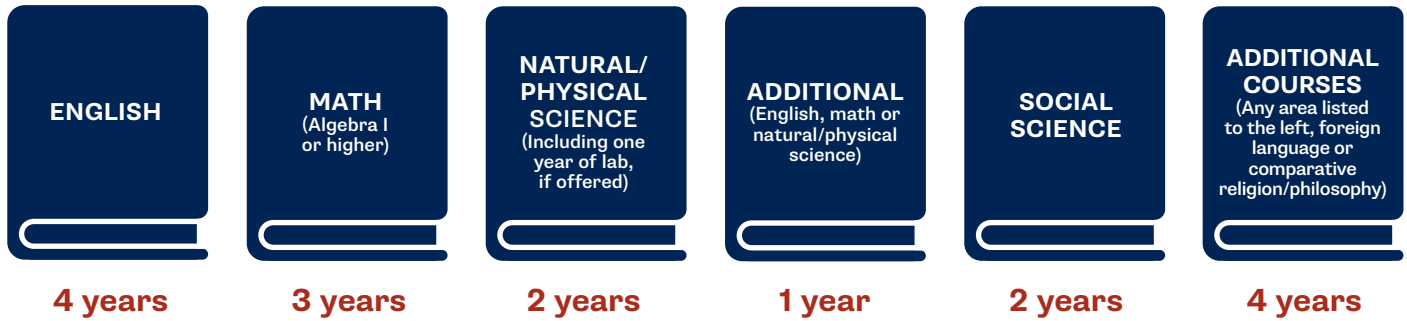 ENGLISH
4 years
MATH
(Algebra I
or higher)
3 years
NATURAL/
PHYSICAL
SCIENCE
(Including one
year of lab,
if offered)
2 years
ADDITIONAL
(English, math or
natural/physical
science)
1 year
SOCIAL
SCIENCE
2 years
ADDITIONAL
COURSES
(Any area listed
to the left, foreign
language or
comparative
religion/philosophy)
4 years